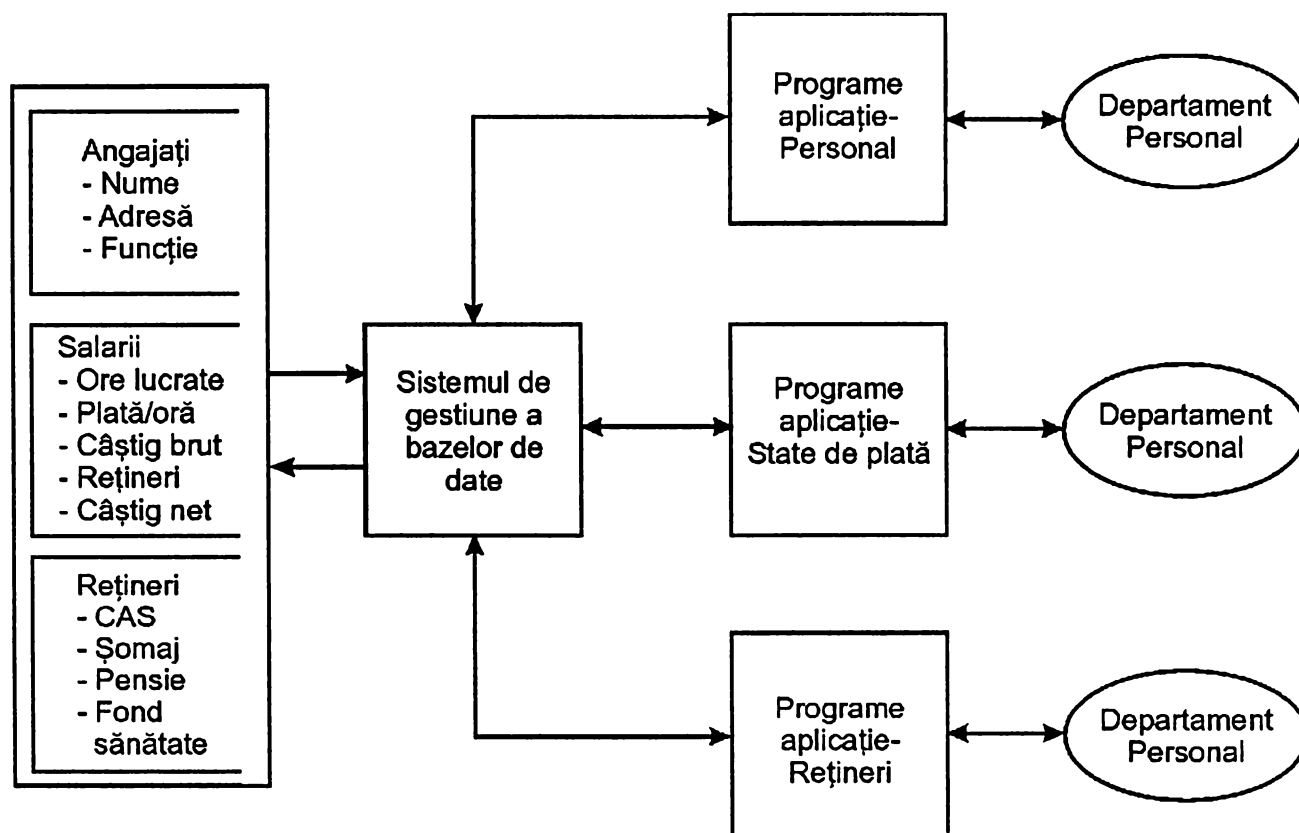 Angajați
- Nume
- Adresă
- Funcție
Salarii
- Ore lucrate
- Plată/oră
- Câștig brut
- Rețineri
- Câștig net
Rețineri
- CAS
- Șomaj
- Pensie
- Fond
sănătate
Sistemul de
gestiune a
bazelor de
date
Programe
aplicație-
Personal
Departament
Personal
Programe
aplicație-
State de plată
Departament
Personal
Programe
aplicație-
Rețineri
Departament
Personal